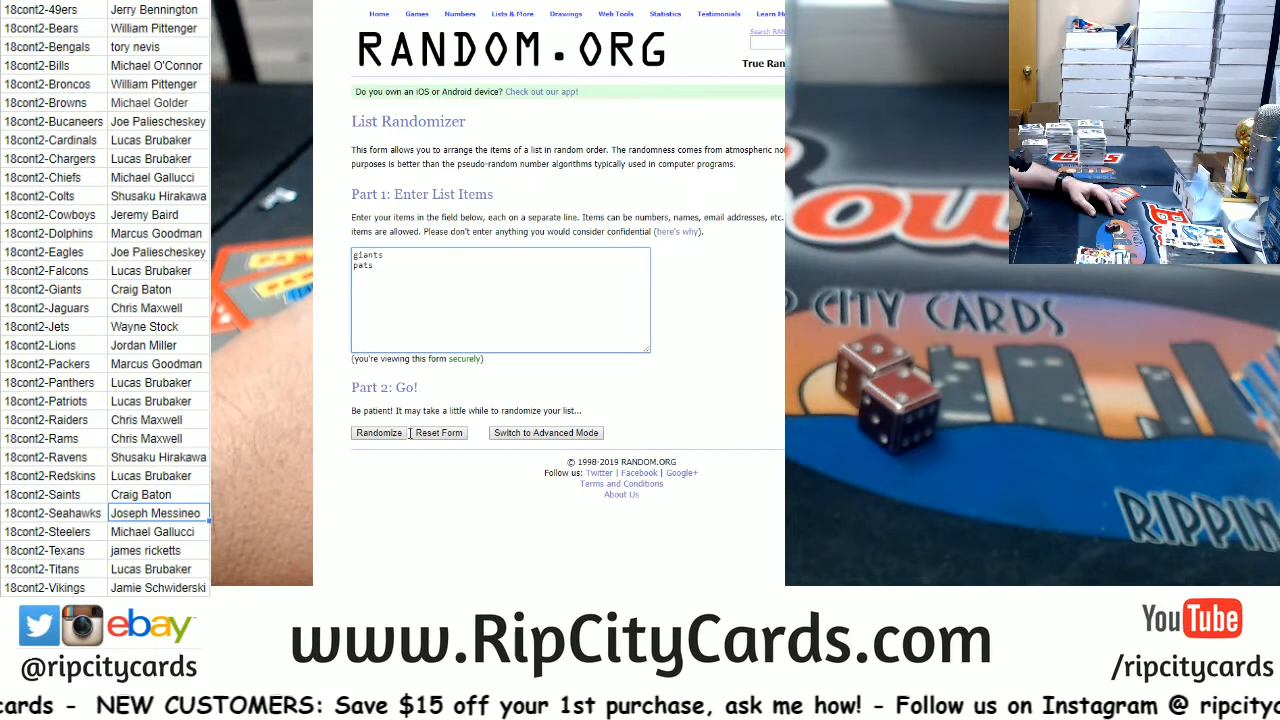 18cont2-49ers Jerry Bennington
18cont2-Bears William Pittenger
18cont2-Bengals tory nevis
18cont2-Bills Michael O'Connor
18cont2-Broncos William Pittenger
18cont2-Browns Michael Golder
18cont2-Bucaneers Joe Paliescheskey
18cont2-Cardinals Lucas Brubaker
18cont2-Chargers Lucas Brubaker
18cont2-Chiefs Michael Gallucci
18cont2-Colts Shusaku Hirakawa
18cont2-Cowboys Jeremy Baird
18cont2-Dolphins Marcus Goodman
18cont2-Eagles Joe Paliescheskey
18cont2-Falcons Lucas Brubaker
18cont2-Giants Craig Baton
18cont2-Jaguars Chris Maxwell
18cont2-Jets Wayne Stock
18cont2-Lions Jordan Miller
18cont2-Packers Marcus Goodman
18cont2-Panthers Lucas Brubaker
18cont2-Patriots Lucas Brubaker
18cont2-Raiders Chris Maxwell
18cont2-Rams Chris Maxwell
18cont2-Ravens Shusaku Hirakawa
18cont2-Redskins Lucas Brubaker
18cont2-Saints Craig Baton
18cont2-Seahawks Joseph Messineo
18cont2-Steelers Michael Gallucci
18cont2-Texans james ricketts
18cont2-Titans Lucas Brubaker
18cont2-Vikings Jamie Schwiderski
Home Games Numbers Lists & More Drawings Web Tools Statistics Testimonials Learn M
Search RAN
RANDOM.ORG
True Ran
Do you own an iOS or Android device? Check out our app!
List Randomizer
This form allows you to arrange the items of a list in random order. The randomness comes from atmospheric no
purposes is better than the pseudo-random number algorithms typically used in computer programs.
Part 1: Enter List Items
Enter your items in the field below, each on a separate line. Items can be numbers, names, email addresses, etc.
items are allowed. Please don't enter anything you would consider confidential (here's why).
giants
pats
(you're viewing this form securely)
Part 2: Go!
Be patient! It may take a little while to randomize your list...
Randomize Reset Form Switch to Advanced Mode
© 1998-2019 RANDOM.ORG
Follow us: Twitter | Facebook | Google+
Terms and Conditions
About Us
P CITY CARDS
RIPPIN
ebay
@ripcitycards
www.RipCityCards.com
YouTube
/ripcitycards
cards - NEW CUSTOMERS: Save $15 off your 1st purchase, ask me how! - Follow us on Instagram @ ripcityc